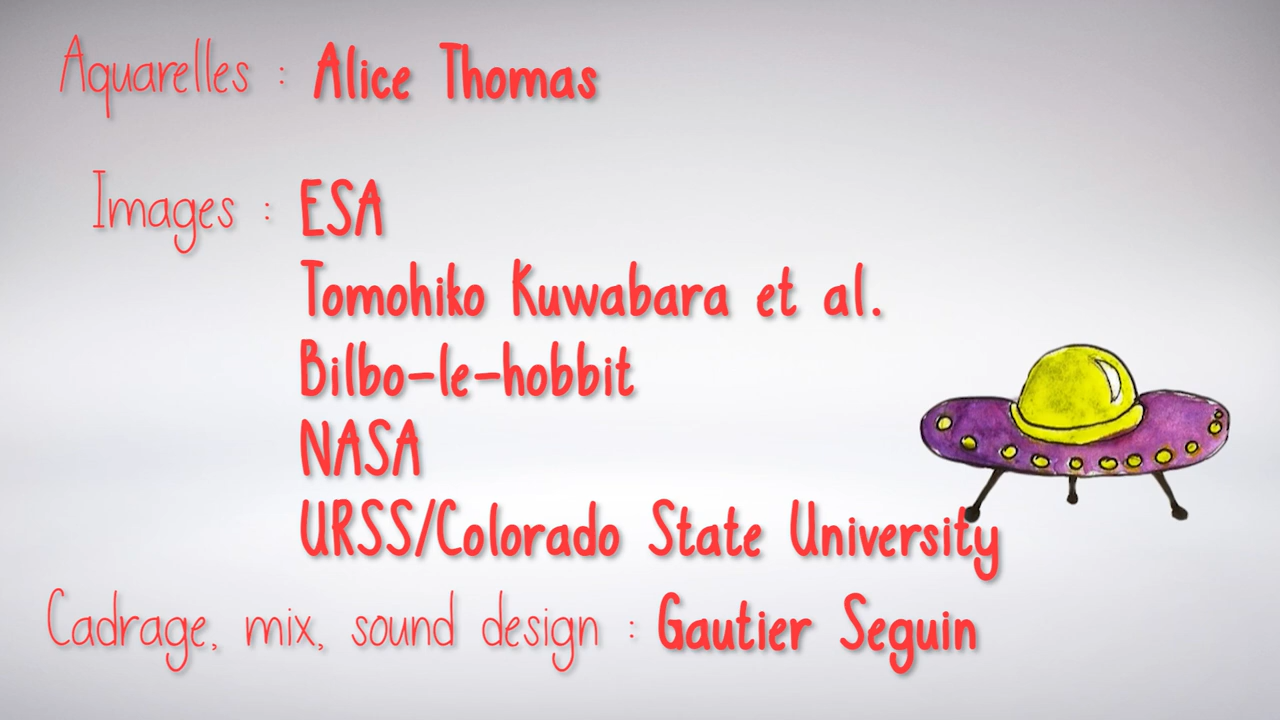 Aquarelles : Alice Thomas
Images : ESA
Tomohiko Kuwabara et al.
Bilbo-le-hobbit
NASA
URSS/Colorado State University
Cadrage, mix, sound design : Gautier Seguin